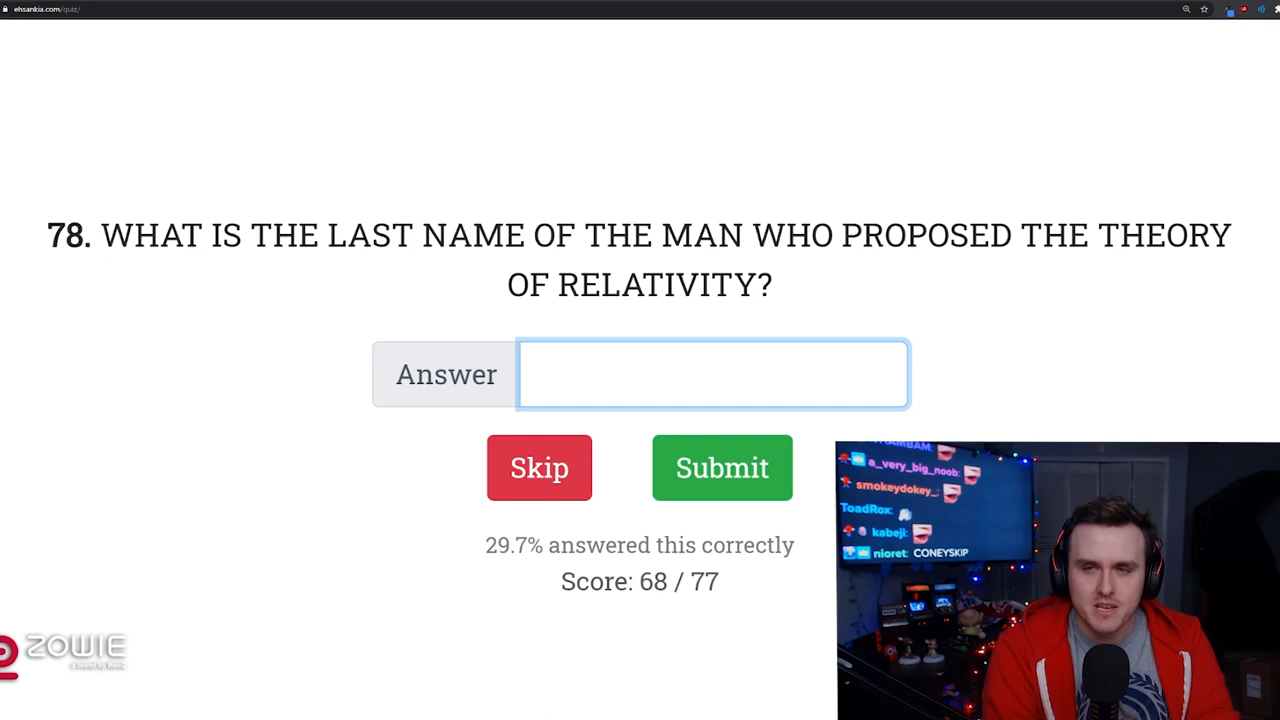 ehsankia.com/quiz/
78. WHAT IS THE LAST NAME OF THE MAN WHO PROPOSED THE THEORY
OF RELATIVITY?
Answer
Skip
Submit
29.7% answered this correctly
Score: 68 / 77
ZOWIE
a_very_big_noob:
smokeydokey_:
ToadRox:
kabeji:
nioret: CONEYSKIP